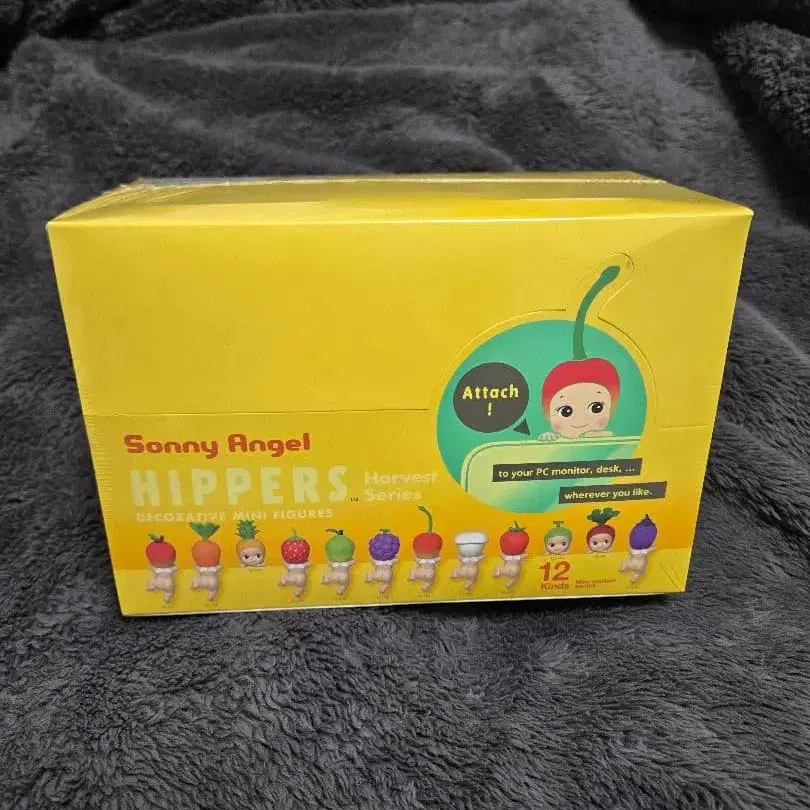 Attach
!
to your PC monitor, desk, ...
wherever you like.
Sonny Angel
HIPPERS
Harvest
Series
DECORATIVE MINI FIGURES
12
Kinds